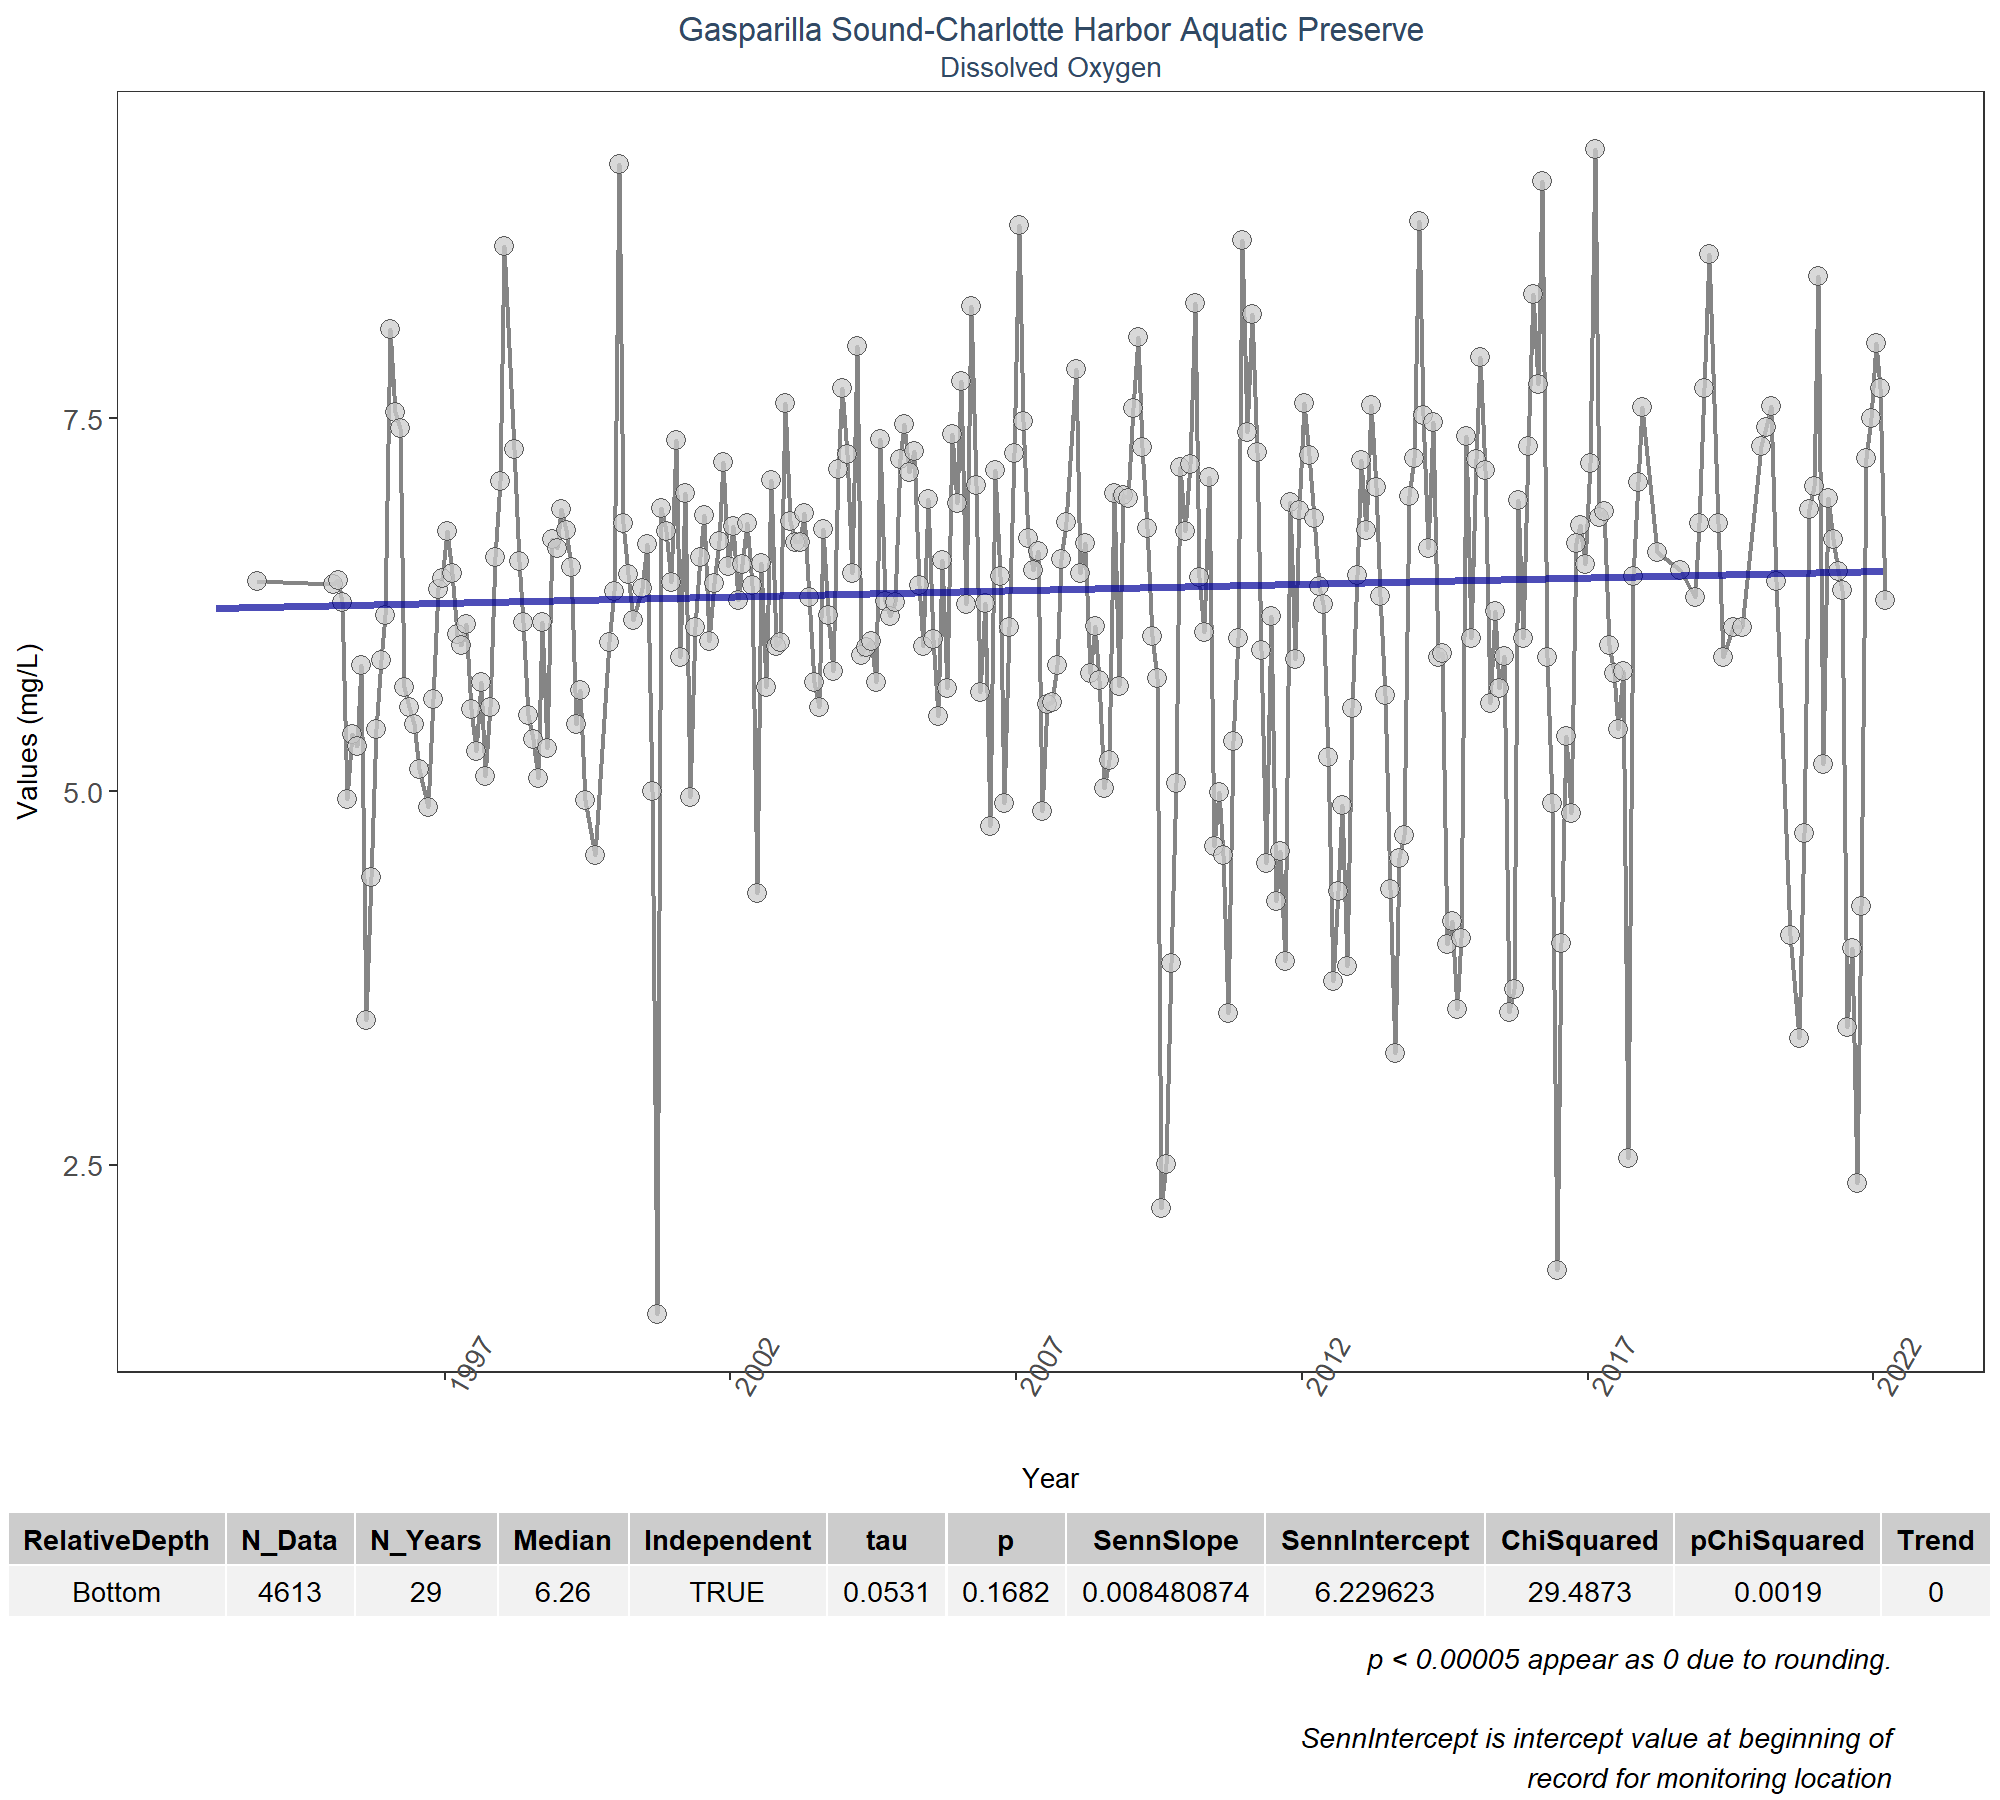 Gasparilla Sound-Charlotte Harbor Aquatic Preserve
Dissolved Oxygen
Values (mg/L)
7.5
5.0
2.5
1997
2002
2007
2012
2017
2022
Year
RelativeDepth N_Data N_Years Median Independent tau p SennSlope SennIntercept ChiSquared pChiSquared Trend
Bottom 4613 29 6.26 TRUE 0.0531 0.1682 0.008480874 6.229623 29.4873 0.0019 0
p < 0.00005 appear as 0 due to rounding.
SennIntercept is intercept value at beginning of
record for monitoring location